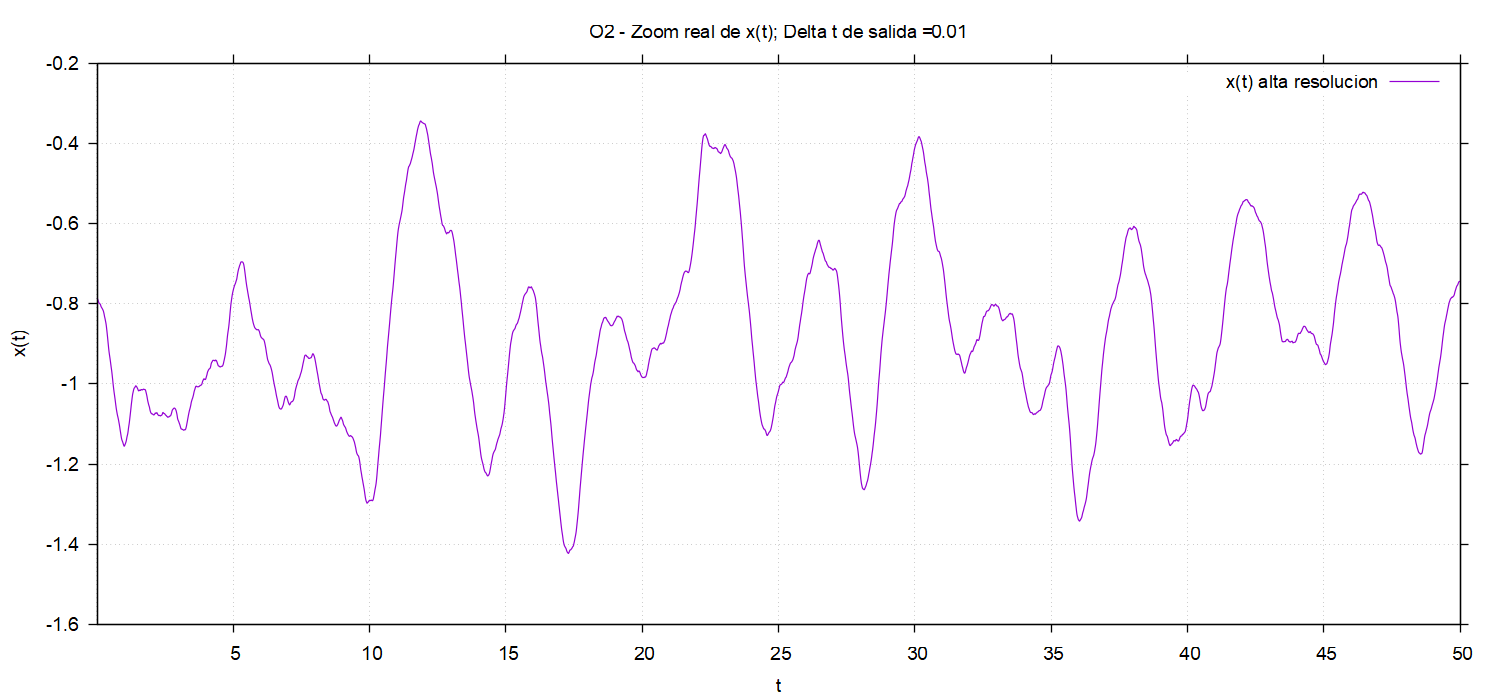 O2 - Zoom real de x(t); Delta t de salida =0.01
x(t) alta resolucion
-0.2
-0.4
-0.6
-0.8
-1
-1.2
-1.4
-1.6
x(t)
5 10 15 20 25 30 35 40 45 50
t